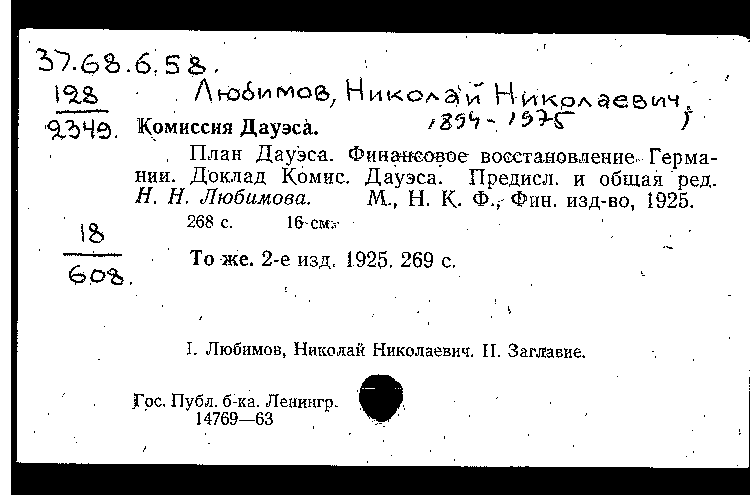 37.68.6.58.
128 Любимов, Николай Николаевич,
2349. Комиссия Дауэса. 1894-1975
План Дауэса. Финансовое восстановление Герма-
нии. Доклад Комис. Дауэса. Предисл. и общая ред.
Н. Н. Любимова. М., Н. К. Ф., Фин. изд-во, 1925.
268 с. 16 см.
18
608.
То же. 2-е изд. 1925. 269 с.
I. Любимов, Николай Николаевич. II. Заглавие.
Гос. Публ. б-ка. Ленингр.
14769—63